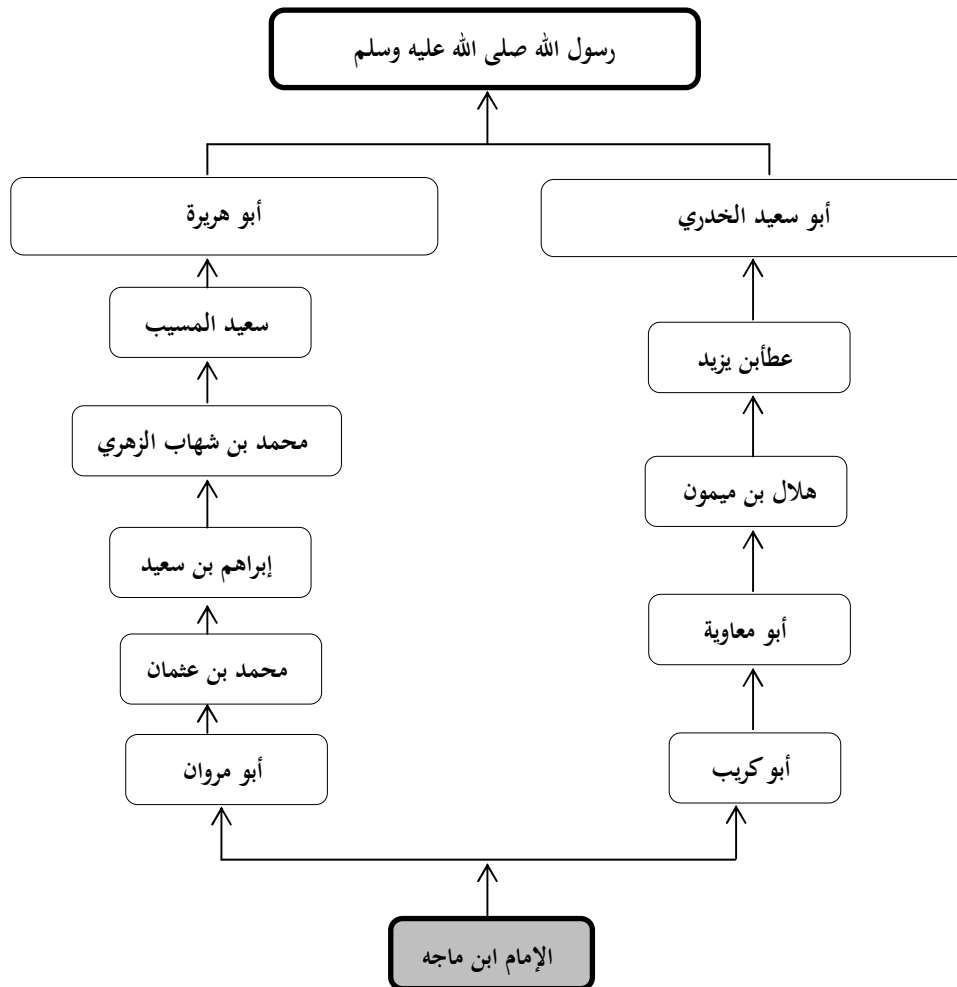 رسول الله صلى الله عليه وسلم
أبو سعيد الخدري
أبو هريرة
سعيد المسيب
عطأبن يزيد
محمد بن شهاب الزهري
هلال بن ميمون
إبراهم بن سعيد
أبو معاوية
محمد بن عثمان
أبو كريب
أبو مروان
الإمام ابن ماجه